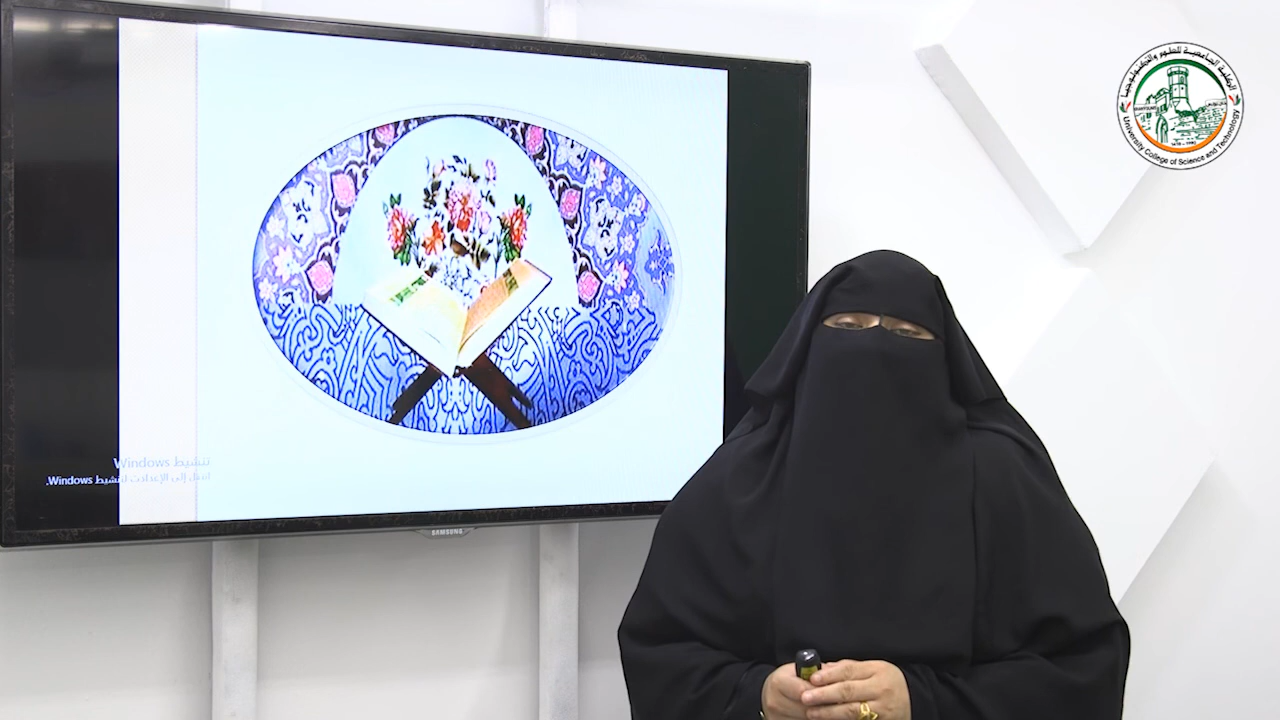 الكلية الجامعية للعلوم والتكنولوجيا
University College of Science and Technology
تنشيط Windows
انتقل إلى الإعدادات لتنشيط Windows.
SAMSUNG